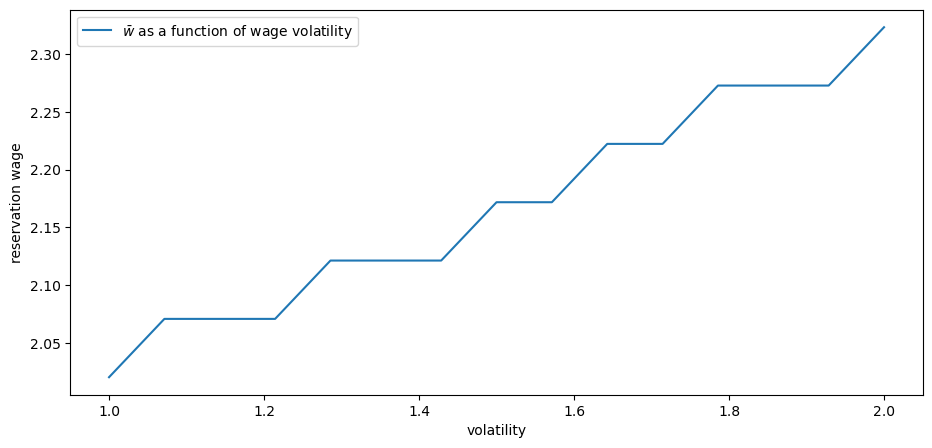 w̄ as a function of wage volatility
2.30
2.25
2.20
2.15
2.10
2.05
reservation wage
1.0 1.2 1.4 1.6 1.8 2.0
volatility